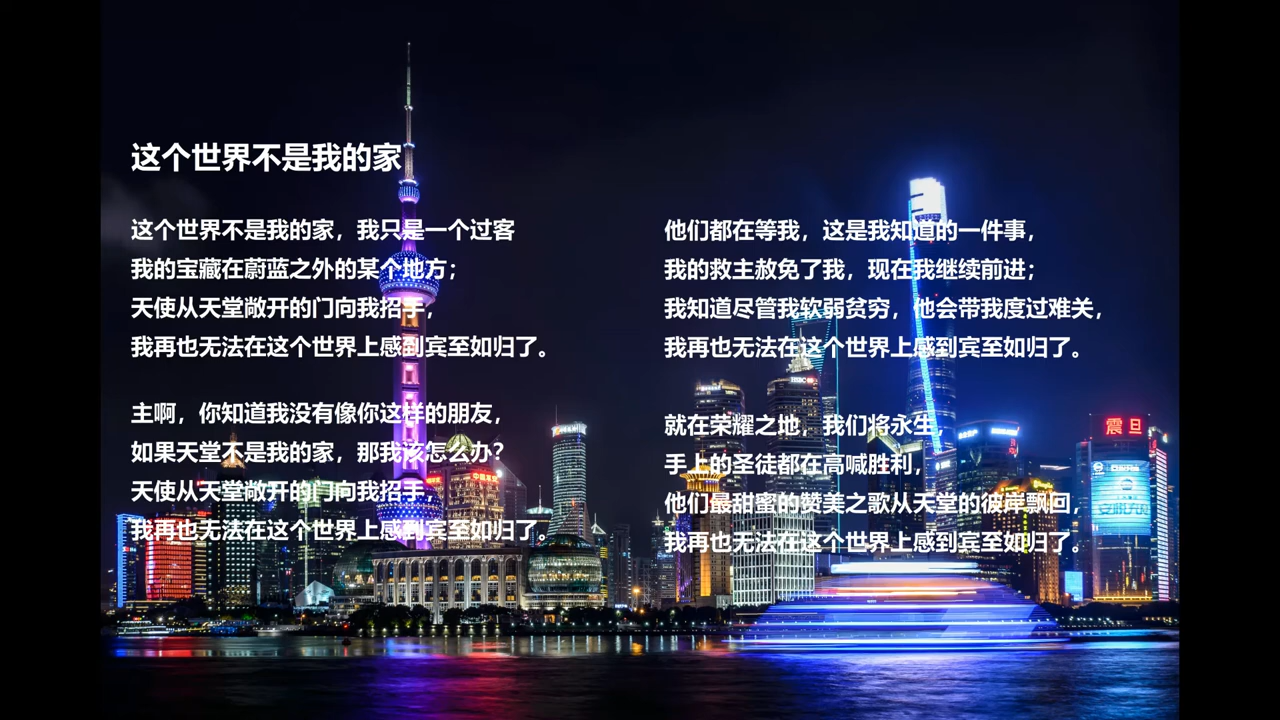 这个世界不是我的家
这个世界不是我的家，我只是一个过客
我的宝藏在蔚蓝之外的某个地方；
天使从天堂敞开的门向我招手，
我再也无法在这个世界上感到宾至如归了。
主啊，你知道我没有像你这样的朋友，
如果天堂不是我的家，那我该怎么办？
天使从天堂敞开的门向我招手，
我再也无法在这个世界上感到宾至如归了。
他们都在等我，这是我知道的一件事，
我的救主赦免了我，现在我继续前进；
我知道尽管我软弱贫穷，他会带我度过难关，
我再也无法在这个世界上感到宾至如归了。
就在荣耀之地，我们将永生，
手上的圣徒都在高喊胜利，
他们最甜蜜的赞美之歌从天堂的彼岸飘回，
我再也无法在这个世界上感到宾至如归了。
HSBC
震旦